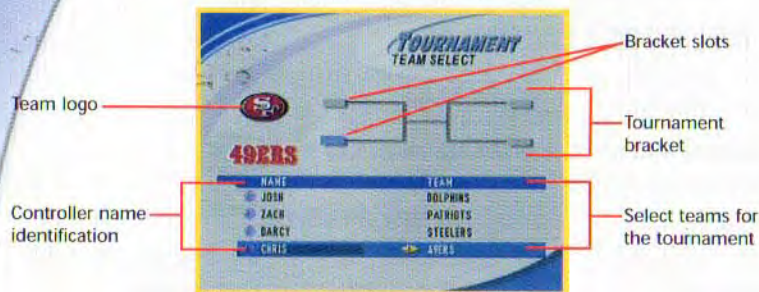 TOURNAMENT
TEAM SELECT
Bracket slots
Team logo
SF
Tournament
bracket
49ERS
NAME TEAM
JOSH DOLPHINS
ZACH PATRIOTS
DARCY STEELERS
CHRIS 49ERS
Controller name
identification
Select teams for
the tournament